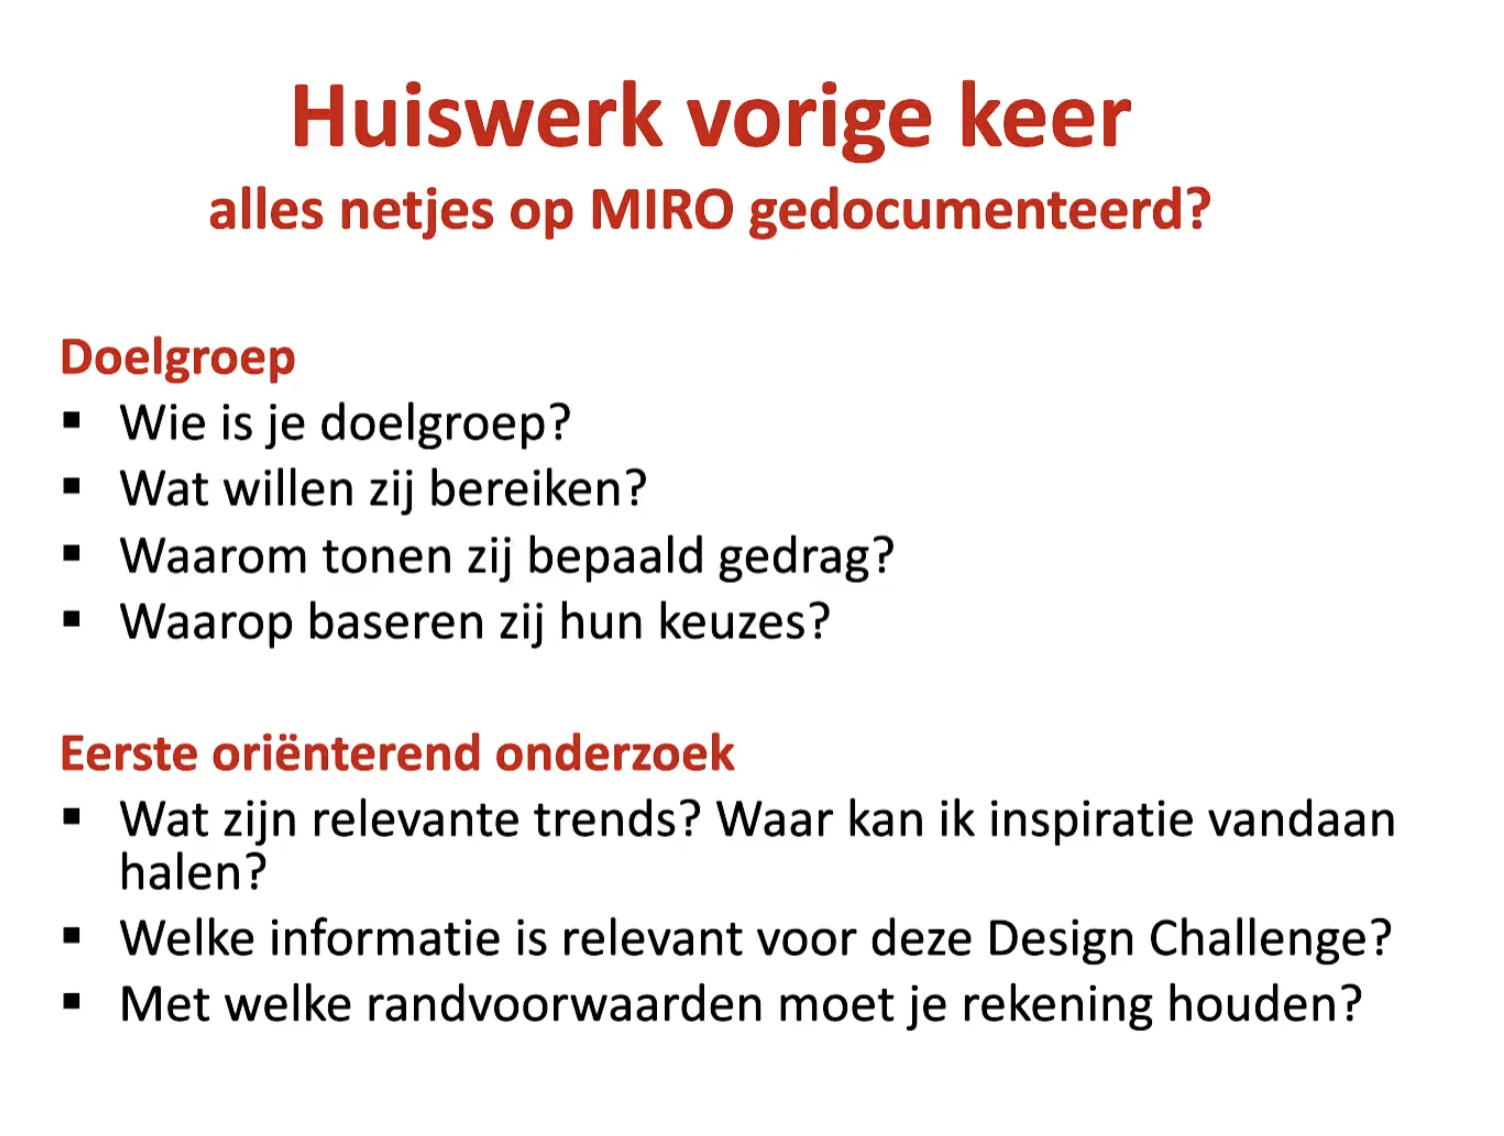 Huiswerk vorige keer
alles netjes op MIRO gedocumenteerd?
Doelgroep
▪ Wie is je doelgroep?
▪ Wat willen zij bereiken?
▪ Waarom tonen zij bepaald gedrag?
▪ Waarop baseren zij hun keuzes?
Eerste oriënterend onderzoek
▪ Wat zijn relevante trends? Waar kan ik inspiratie vandaan
halen?
▪ Welke informatie is relevant voor deze Design Challenge?
▪ Met welke randvoorwaarden moet je rekening houden?